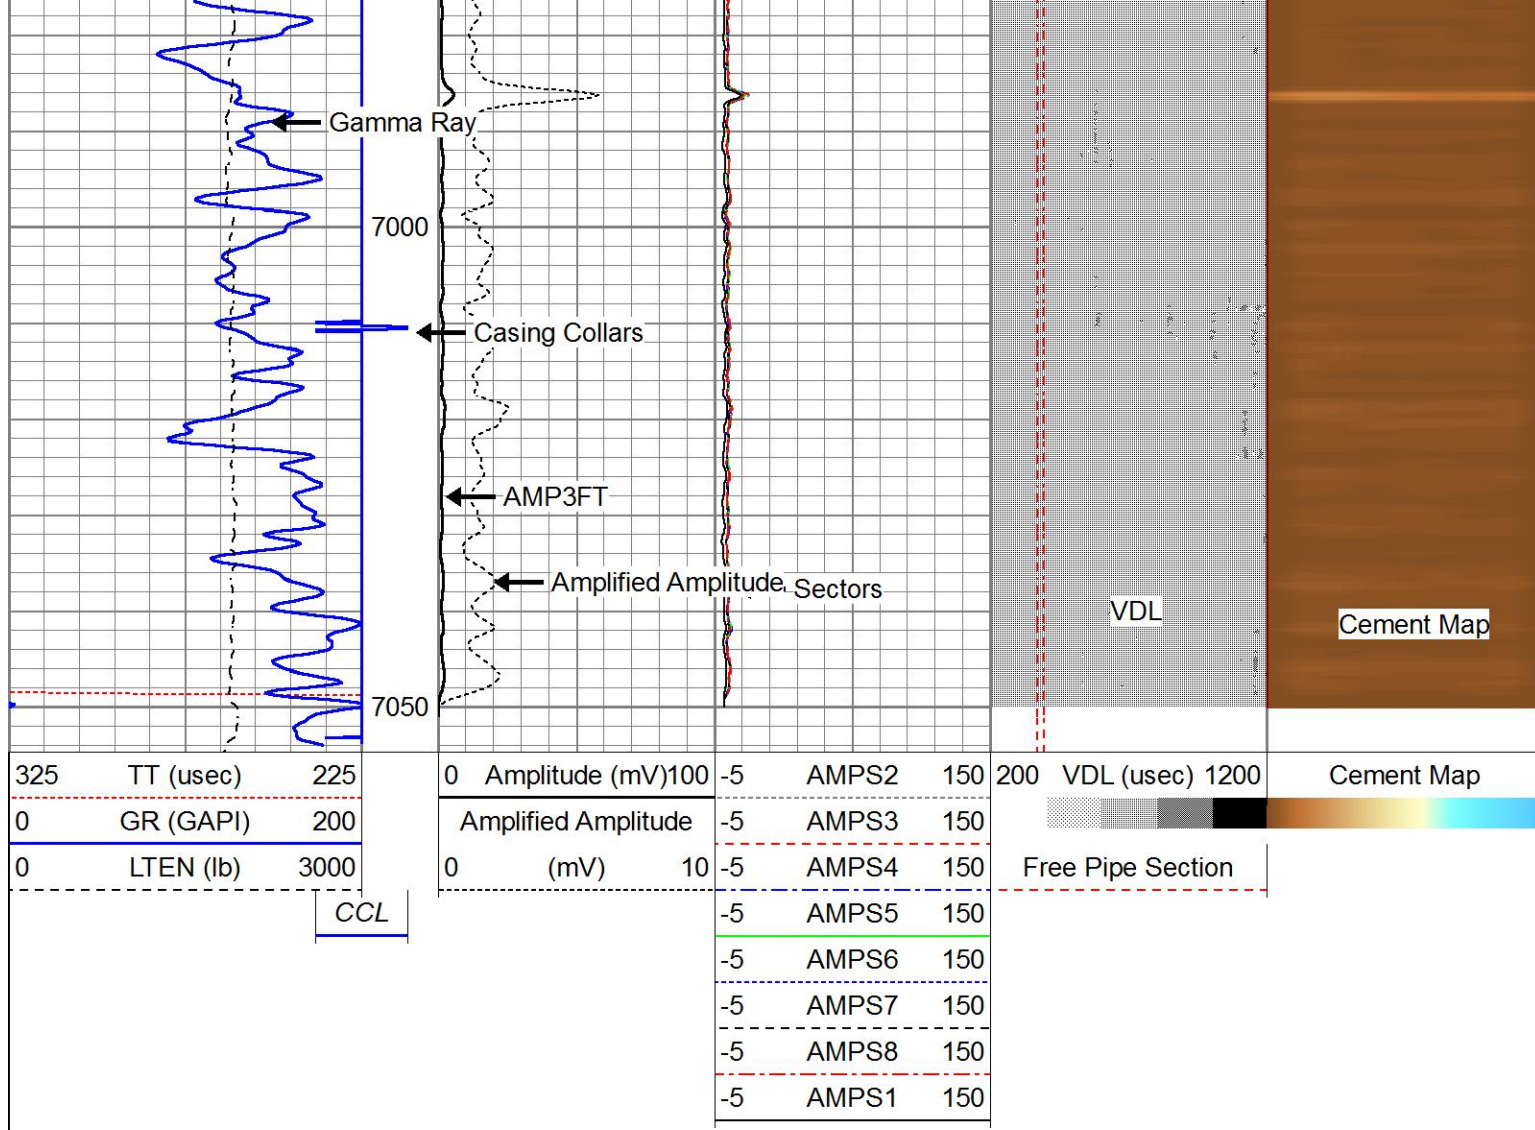 Gamma Ray
7000
Casing Collars
AMP3FT
Amplified Amplitude
Sectors
VDL
Cement Map
7050
325 TT (usec) 225
0 Amplitude (mV)100
-5 AMPS2 150
200 VDL (usec) 1200
Cement Map
0 GR (GAPI) 200
Amplified Amplitude
-5 AMPS3 150
0 LTEN (lb) 3000
0 (mV) 10
-5 AMPS4 150
Free Pipe Section
CCL
-5 AMPS5 150
-5 AMPS6 150
-5 AMPS7 150
-5 AMPS8 150
-5 AMPS1 150